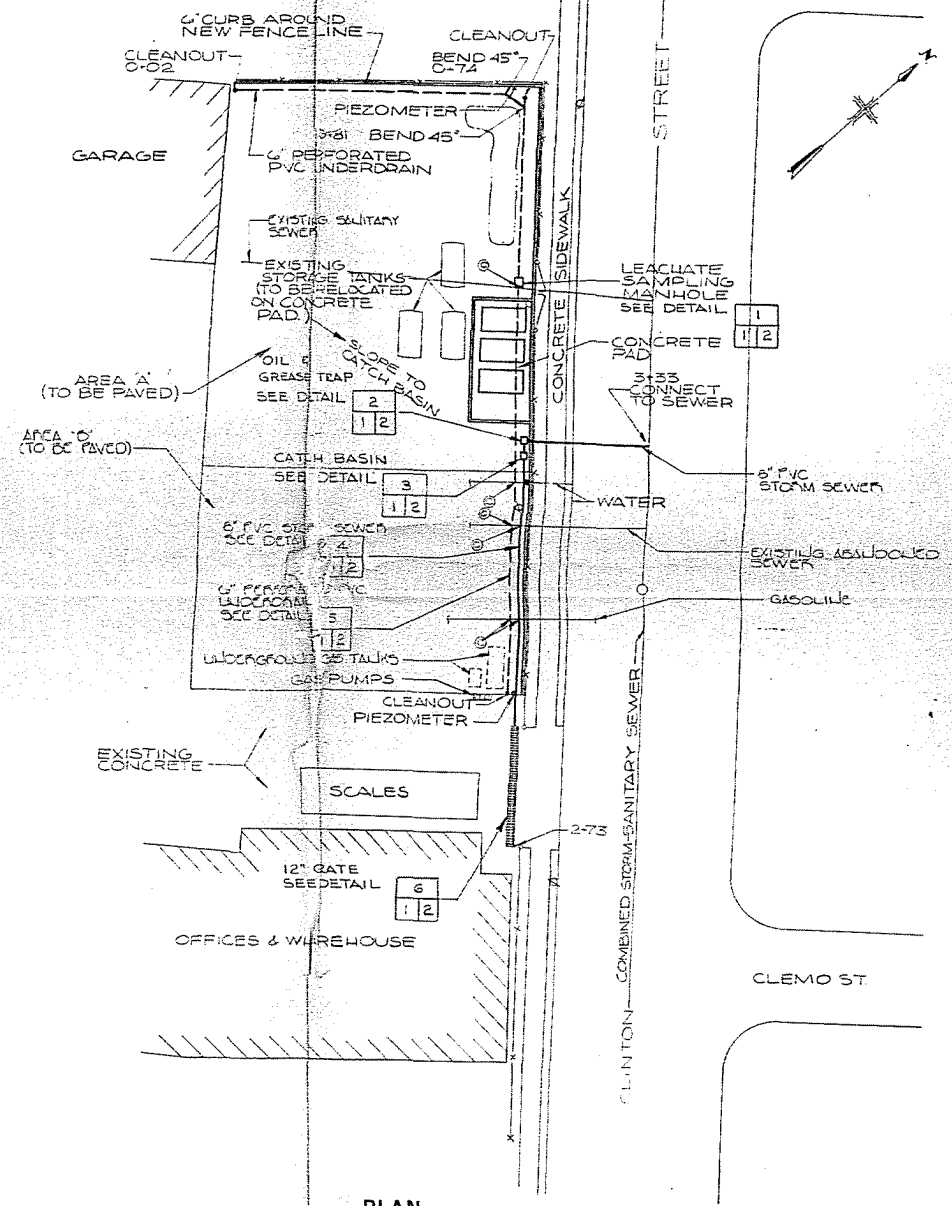 6" CURB AROUND
NEW FENCE LINE
CLEANOUT
0+02
CLEANOUT
BEND 45°
0+74
PIEZOMETER
BEND 45°
GARAGE
6" PERFORATED
PVC UNDERDRAIN
EXISTING SANITARY
SEWER
EXISTING
STORAGE TANKS
(TO BE RELOCATED
ON CONCRETE
PAD.)
SLOPE TO
CATCH BASIN
OIL &
GREASE TRAP
SEE DETAIL
2
1 2
AREA "A"
(TO BE PAVED)
AREA "B"
(TO BE PAVED)
CATCH BASIN
SEE DETAIL
3
1 2
SEWER
SEE DETAIL
4
1 2
UNDERDRAIN
SEE DETAIL
5
1 2
UNDERGROUND GAS TANKS
GAS PUMPS
CLEANOUT
PIEZOMETER
EXISTING
CONCRETE
SCALES
2+73
12" GATE
SEE DETAIL
6
1 2
OFFICES & WAREHOUSE
CONCRETE SIDEWALK
STREET
LEACHATE
SAMPLING
MANHOLE
SEE DETAIL
1
1 2
CONCRETE
PAD
3+33
CONNECT
TO SEWER
PVC
STORM SEWER
WATER
EXISTING ABANDONED
SEWER
GASOLINE
COMBINED STORM-SANITARY SEWER
CLINTON
CLEMO ST.
PLAN